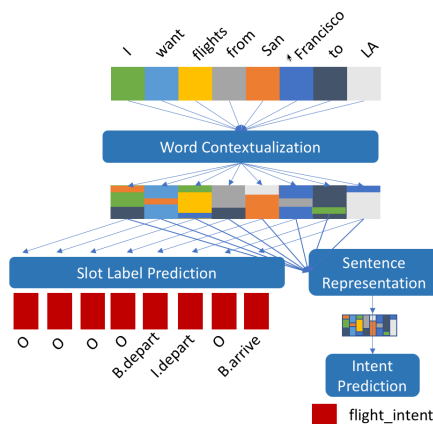 I want flights from San Francisco to LA
Word Contextualization
Slot Label Prediction
Sentence
Representation
O O O O B.depart I.depart O B.arrive
Intent
Prediction
flight_intent